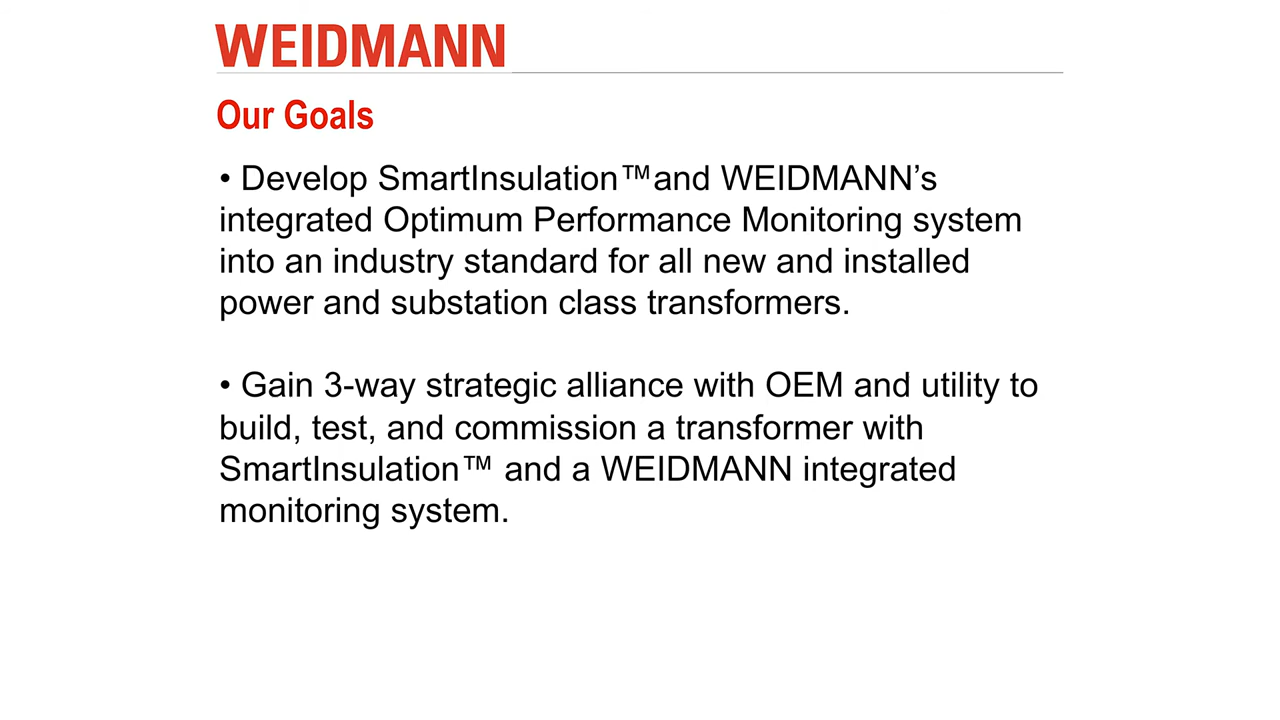 WEIDMANN
Our Goals
• Develop SmartInsulation™and WEIDMANN’s
integrated Optimum Performance Monitoring system
into an industry standard for all new and installed
power and substation class transformers.
• Gain 3-way strategic alliance with OEM and utility to
build, test, and commission a transformer with
SmartInsulation™ and a WEIDMANN integrated
monitoring system.